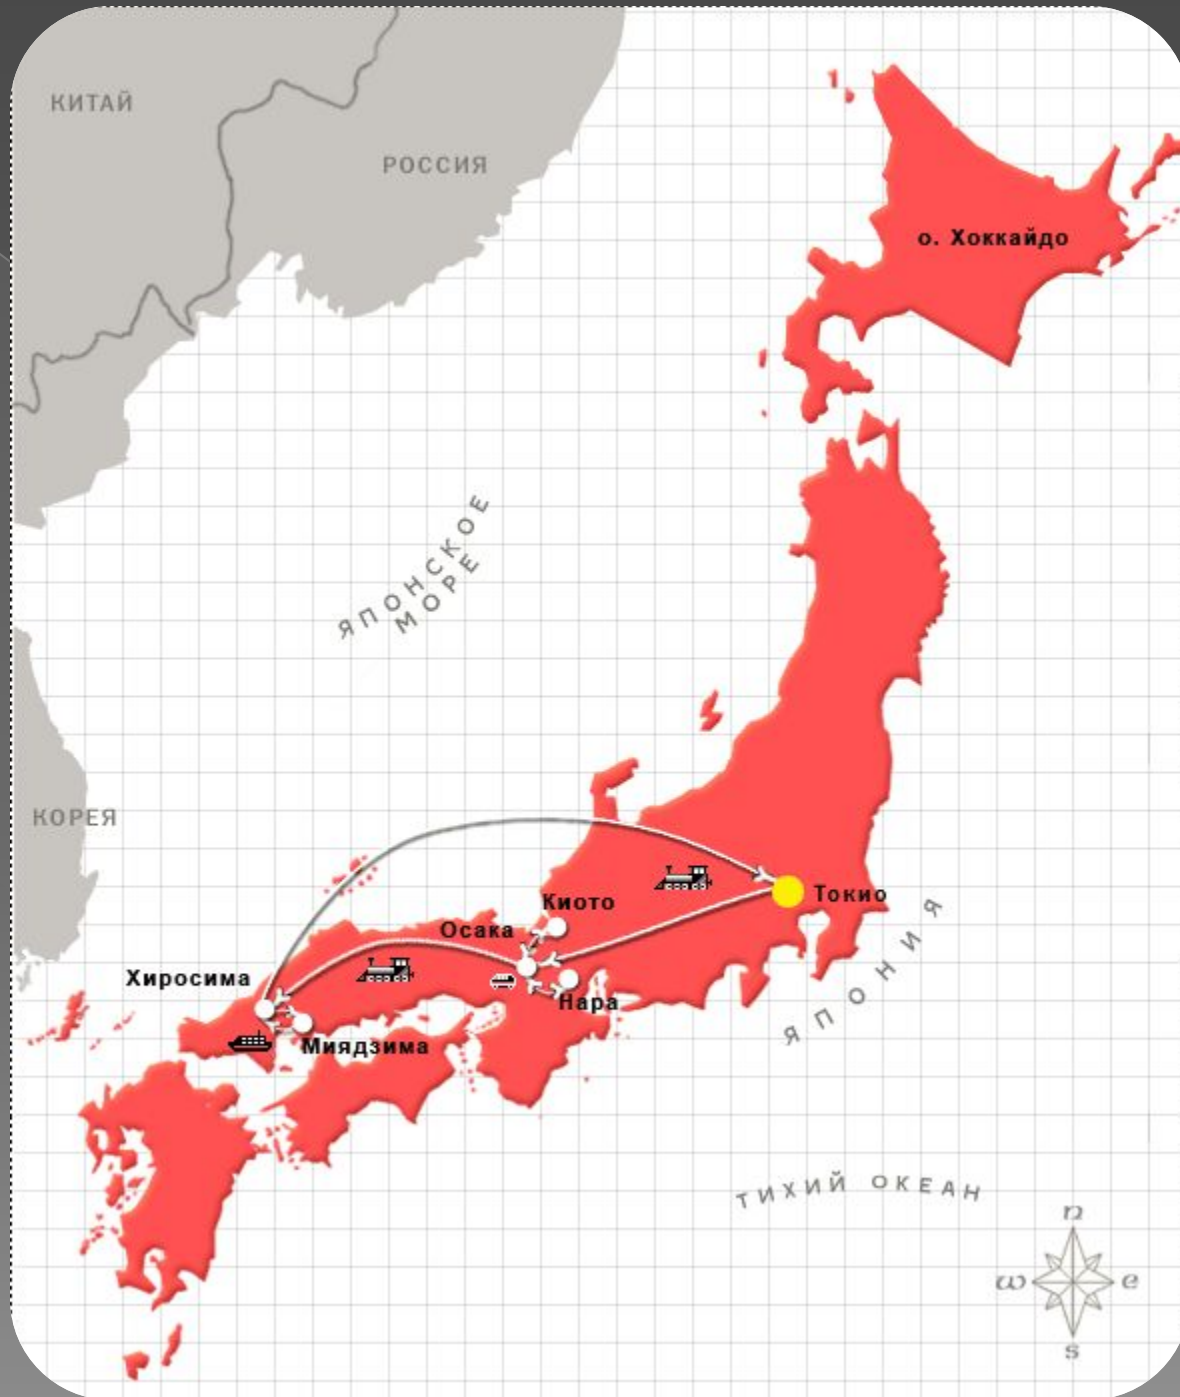 КИТАЙ
РОССИЯ
о. Хоккайдо
ЯПОНСКОЕ
МОРЕ
КОРЕЯ
Токио
Киото
Осака
Хиросима
Нара
Миядзима
ЯПОНИЯ
ТИХИЙ ОКЕАН
n
w e
s